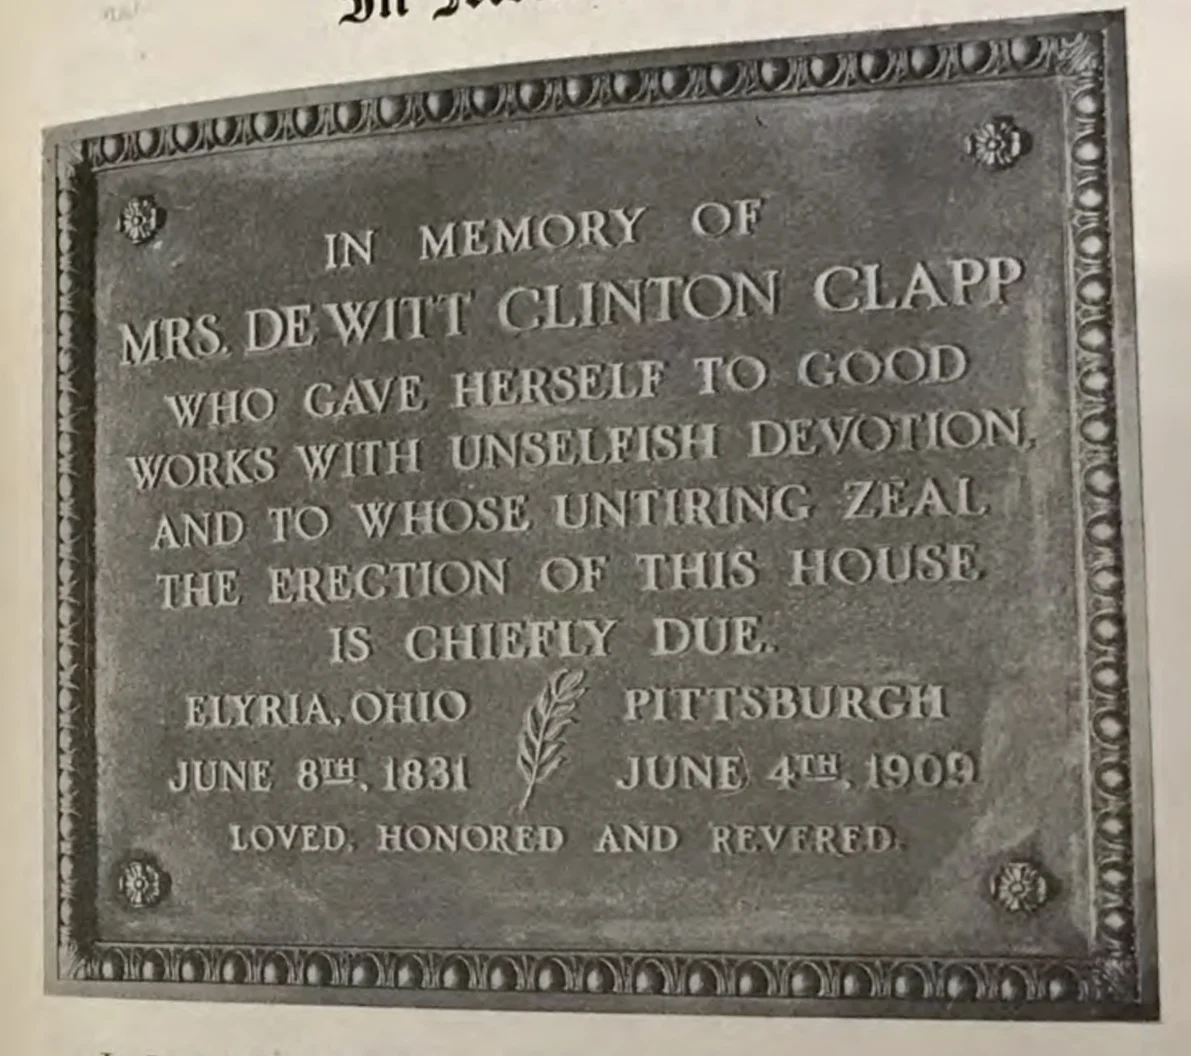 In
IN MEMORY OF
MRS. DE WITT CLINTON CLAPP
WHO GAVE HERSELF TO GOOD
WORKS WITH UNSELFISH DEVOTION,
AND TO WHOSE UNTIRING ZEAL
THE ERECTION OF THIS HOUSE
IS CHIEFLY DUE.
ELYRIA, OHIO PITTSBURGH
JUNE 8TH, 1831 JUNE 4TH, 1909
LOVED, HONORED AND REVERED.